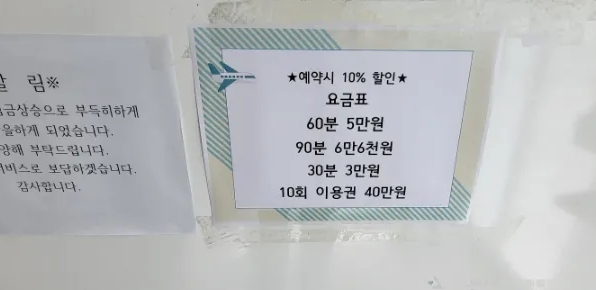 림※
금상승으로 부득히하게
을하게 되었습니다.
양해 부탁드립니다.
서비스로 보답하겠습니다.
감사합니다.
★예약시 10% 할인★
요금표
60분 5만원
90분 6만6천원
30분 3만원
10회 이용권 40만원